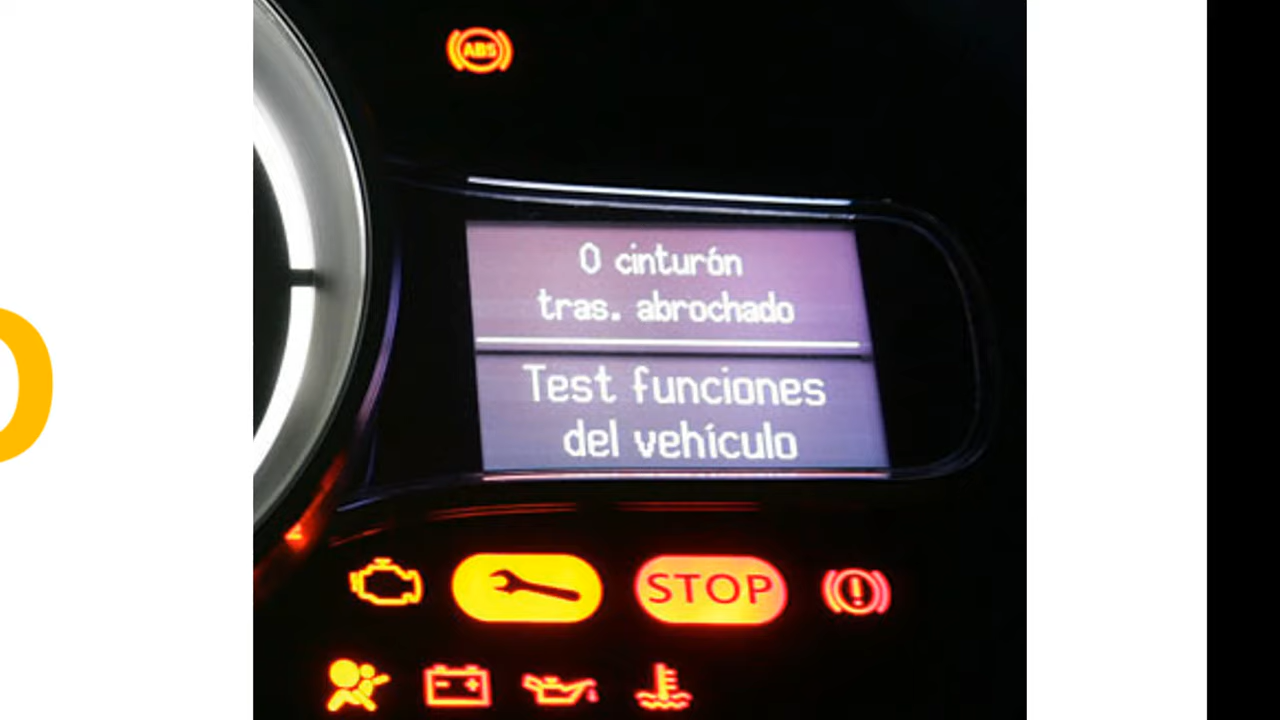 ABS
0 cinturón
tras. abrochado
Test funciones
del vehículo
STOP